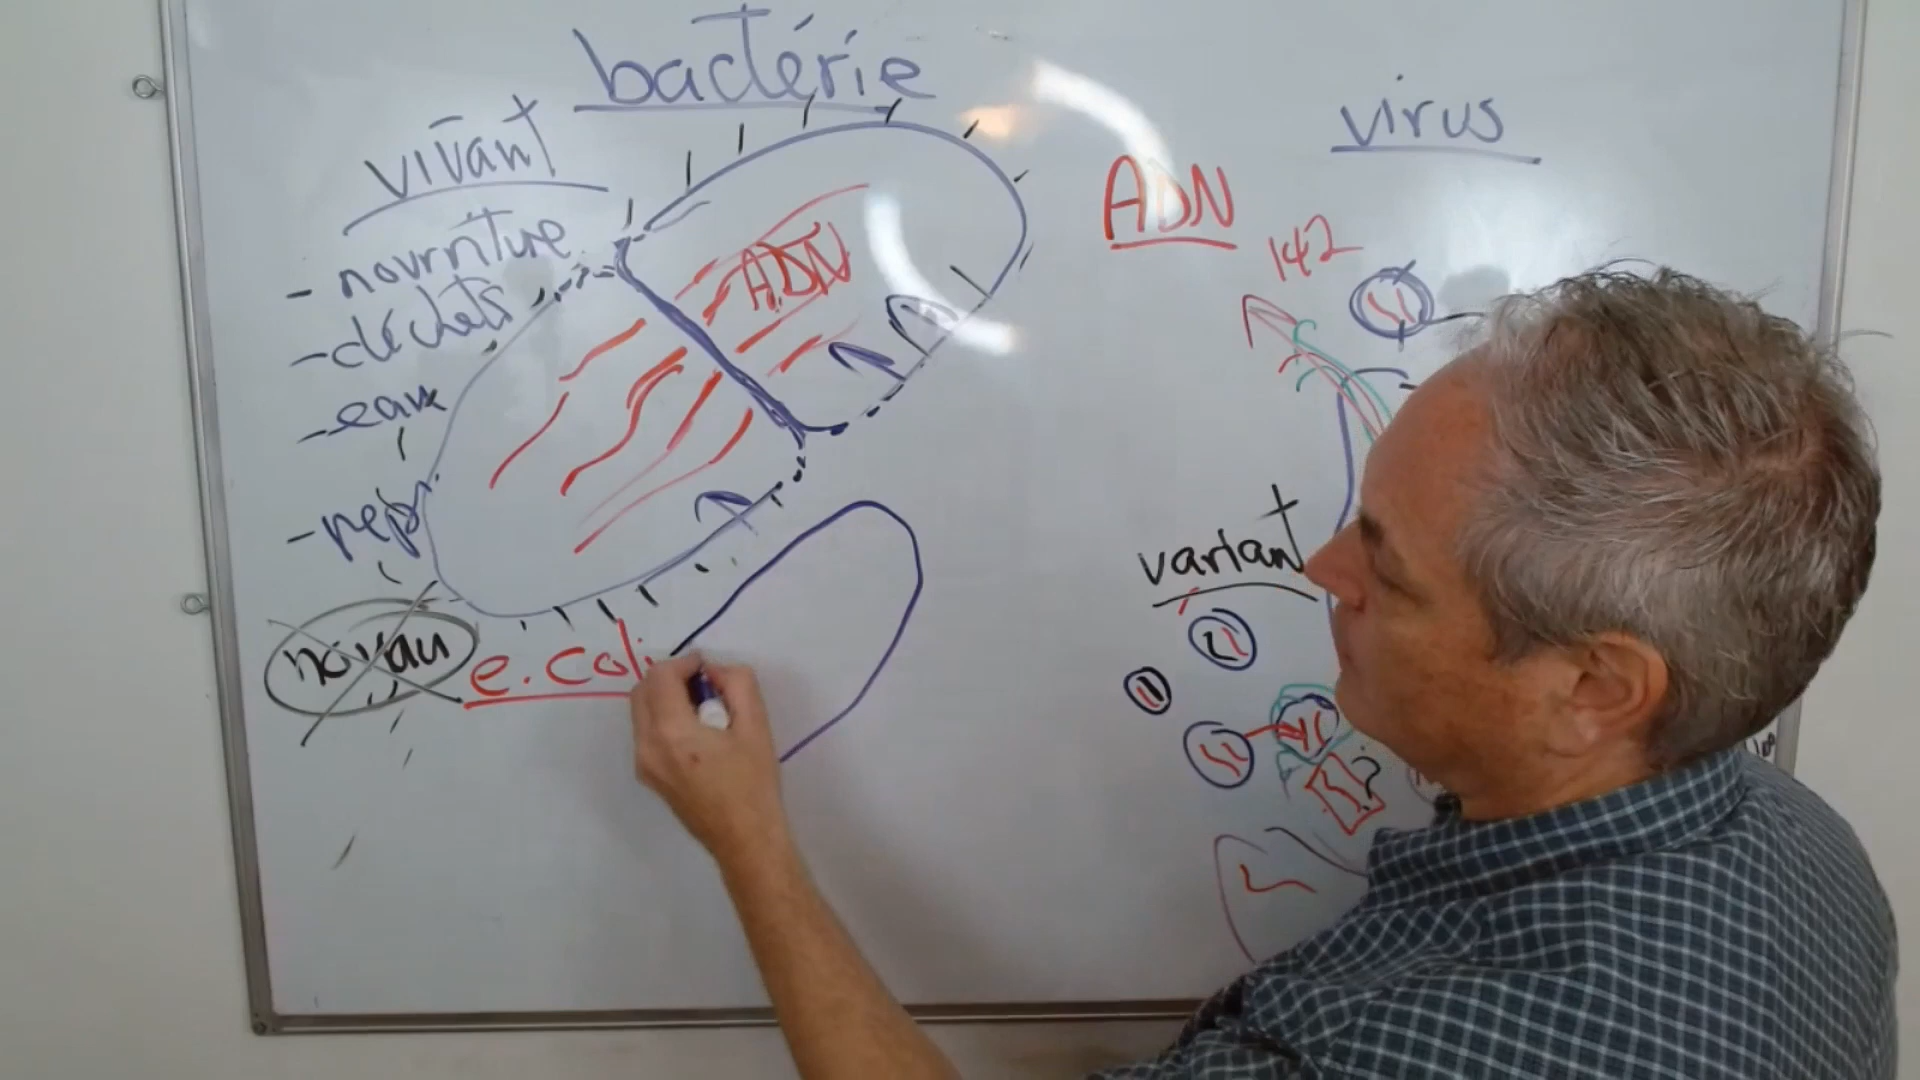 bactérie
virus
vivant
- nourriture
- déchets
- eau
- repr
ADN
ADN
142
variant
noyau
e. coli
?